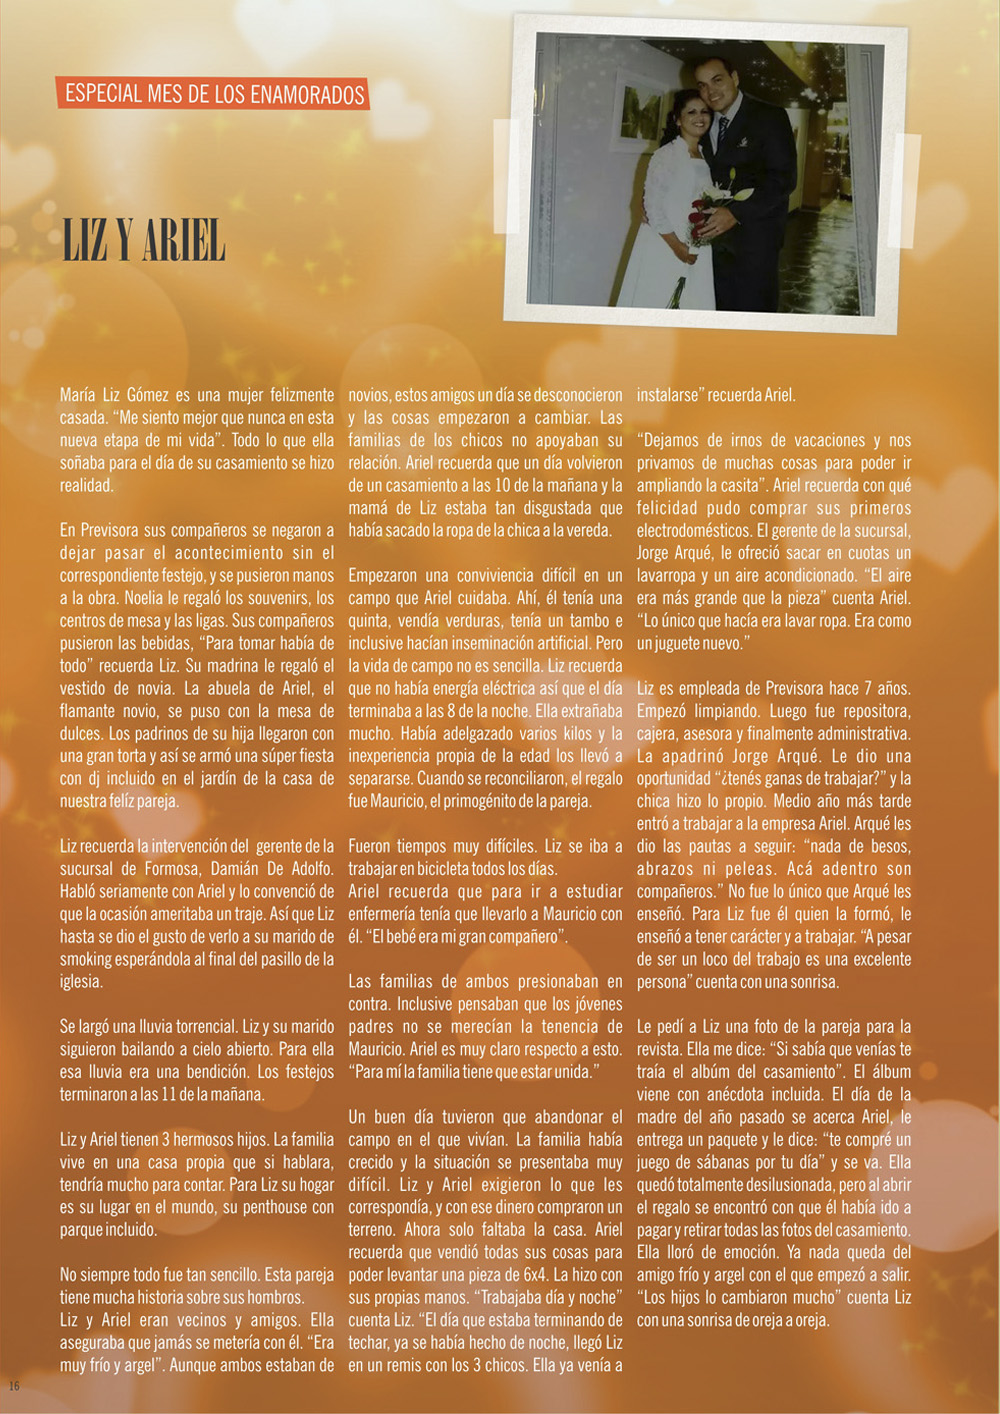 ESPECIAL MES DE LOS ENAMORADOS
LIZ Y ARIEL
María Liz Gómez es una mujer felizmente
casada. “Me siento mejor que nunca en esta
nueva etapa de mi vida”. Todo lo que ella
soñaba para el día de su casamiento se hizo
realidad.
En Previsora sus compañeros se negaron a
dejar pasar el acontecimiento sin el
correspondiente festejo, y se pusieron manos
a la obra. Noelia le regaló los souvenirs, los
centros de mesa y las ligas. Sus compañeros
pusieron las bebidas, “Para tomar había de
todo” recuerda Liz. Su madrina le regaló el
vestido de novia. La abuela de Ariel, el
flamante novio, se puso con la mesa de
dulces. Los padrinos de su hija llegaron con
una gran torta y así se armó una súper fiesta
con dj incluido en el jardín de la casa de
nuestra felíz pareja.
Liz recuerda la intervención del gerente de la
sucursal de Formosa, Damián De Adolfo.
Habló seriamente con Ariel y lo convenció de
que la ocasión ameritaba un traje. Así que Liz
hasta se dio el gusto de verlo a su marido de
smoking esperándola al final del pasillo de la
iglesia.
Se largó una lluvia torrencial. Liz y su marido
siguieron bailando a cielo abierto. Para ella
esa lluvia era una bendición. Los festejos
terminaron a las 11 de la mañana.
Liz y Ariel tienen 3 hermosos hijos. La familia
vive en una casa propia que si hablara,
tendría mucho para contar. Para Liz su hogar
es su lugar en el mundo, su penthouse con
parque incluido.
No siempre todo fue tan sencillo. Esta pareja
tiene mucha historia sobre sus hombros.
Liz y Ariel eran vecinos y amigos. Ella
aseguraba que jamás se metería con él. “Era
muy frío y argel”. Aunque ambos estaban de
novios, estos amigos un día se desconocieron
y las cosas empezaron a cambiar. Las
familias de los chicos no apoyaban su
relación. Ariel recuerda que un día volvieron
de un casamiento a las 10 de la mañana y la
mamá de Liz estaba tan disgustada que
había sacado la ropa de la chica a la vereda.
Empezaron una conviviencia difícil en un
campo que Ariel cuidaba. Ahí, él tenía una
quinta, vendía verduras, tenía un tambo e
inclusive hacían inseminación artificial. Pero
la vida de campo no es sencilla. Liz recuerda
que no había energía eléctrica así que el día
terminaba a las 8 de la noche. Ella extrañaba
mucho. Había adelgazado varios kilos y la
inexperiencia propia de la edad los llevó a
separarse. Cuando se reconciliaron, el regalo
fue Mauricio, el primogénito de la pareja.
Fueron tiempos muy difíciles. Liz se iba a
trabajar en bicicleta todos los días.
Ariel recuerda que para ir a estudiar
enfermería tenía que llevarlo a Mauricio con
él. “El bebé era mi gran compañero”.
Las familias de ambos presionaban en
contra. Inclusive pensaban que los jóvenes
padres no se merecían la tenencia de
Mauricio. Ariel es muy claro respecto a esto.
“Para mí la familia tiene que estar unida.”
Un buen día tuvieron que abandonar el
campo en el que vivían. La familia había
crecido y la situación se presentaba muy
difícil. Liz y Ariel exigieron lo que les
correspondía, y con ese dinero compraron un
terreno. Ahora solo faltaba la casa. Ariel
recuerda que vendió todas sus cosas para
poder levantar una pieza de 6x4. La hizo con
sus propias manos. “Trabajaba día y noche”
cuenta Liz. “El día que estaba terminando de
techar, ya se había hecho de noche, llegó Liz
en un remis con los 3 chicos. Ella ya venía a
instalarse” recuerda Ariel.
“Dejamos de irnos de vacaciones y nos
privamos de muchas cosas para poder ir
ampliando la casita”. Ariel recuerda con qué
felicidad pudo comprar sus primeros
electrodomésticos. El gerente de la sucursal,
Jorge Arqué, le ofreció sacar en cuotas un
lavarropa y un aire acondicionado. “El aire
era más grande que la pieza” cuenta Ariel.
“Lo único que hacía era lavar ropa. Era como
un juguete nuevo.”
Liz es empleada de Previsora hace 7 años.
Empezó limpiando. Luego fue repositora,
cajera, asesora y finalmente administrativa.
La apadrinó Jorge Arqué. Le dio una
oportunidad “¿tenés ganas de trabajar?” y la
chica hizo lo propio. Medio año más tarde
entró a trabajar a la empresa Ariel. Arqué les
dio las pautas a seguir: “nada de besos,
abrazos ni peleas. Acá adentro son
compañeros.” No fue lo único que Arqué les
enseñó. Para Liz fue él quien la formó, le
enseñó a tener carácter y a trabajar. “A pesar
de ser un loco del trabajo es una excelente
persona” cuenta con una sonrisa.
Le pedí a Liz una foto de la pareja para la
revista. Ella me dice: “Si sabía que venías te
traía el albúm del casamiento”. El álbum
viene con anécdota incluida. El día de la
madre del año pasado se acerca Ariel, le
entrega un paquete y le dice: “te compré un
juego de sábanas por tu día” y se va. Ella
quedó totalmente desilusionada, pero al abrir
el regalo se encontró con que él había ido a
pagar y retirar todas las fotos del casamiento.
Ella lloró de emoción. Ya nada queda del
amigo frío y argel con el que empezó a salir.
“Los hijos lo cambiaron mucho” cuenta Liz
con una sonrisa de oreja a oreja.
16